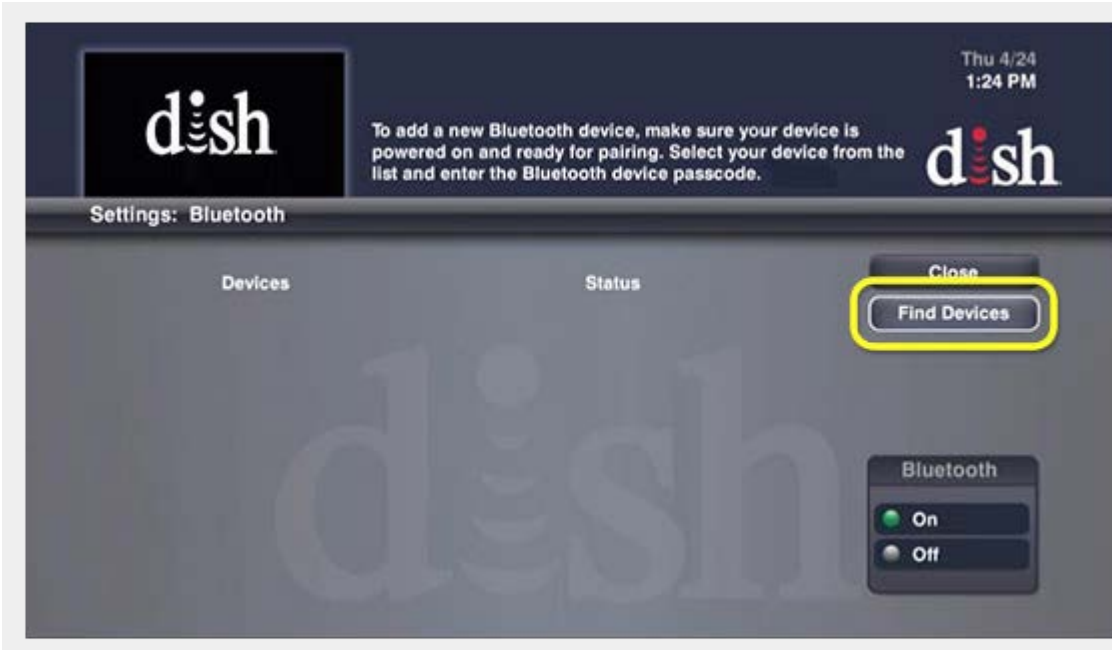 dish
Thu 4/24
1:24 PM
To add a new Bluetooth device, make sure your device is
powered on and ready for pairing. Select your device from the
list and enter the Bluetooth device passcode.
dish
Settings: Bluetooth
Devices
Status
Close
Find Devices
dish
Bluetooth
On
Off